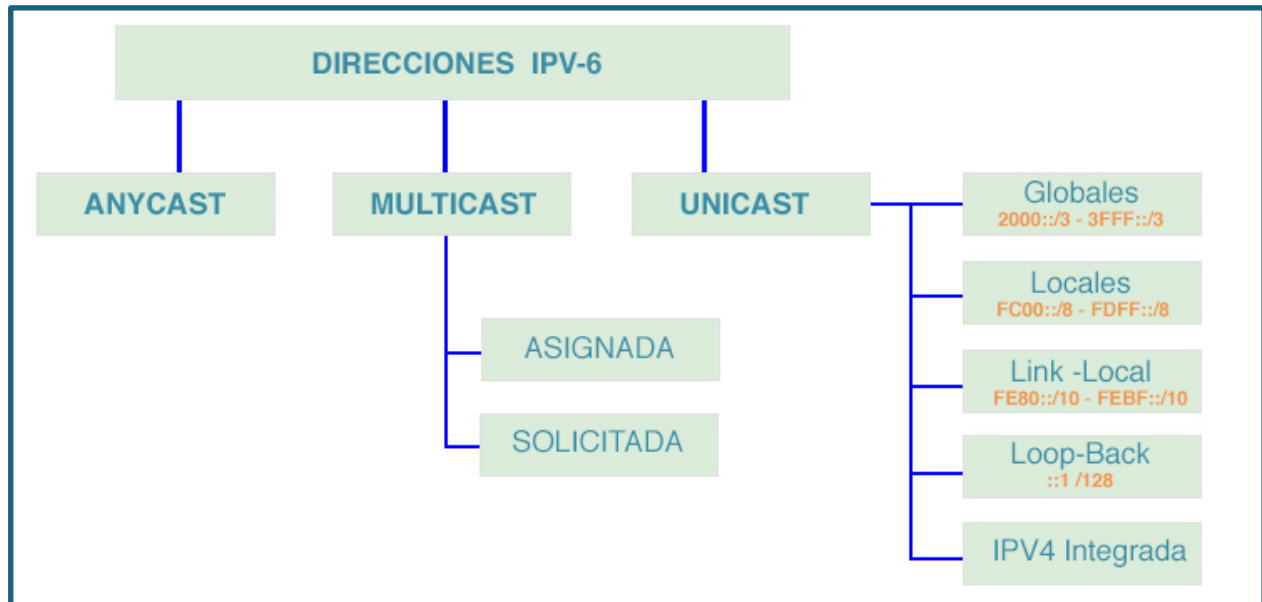 DIRECCIONES IPV-6
ANYCAST
MULTICAST
UNICAST
Globales
2000::/3 - 3FFF::/3
Locales
FC00::/8 - FDFF::/8
Link -Local
FE80::/10 - FEBF::/10
Loop-Back
::1 /128
IPV4 Integrada
ASIGNADA
SOLICITADA